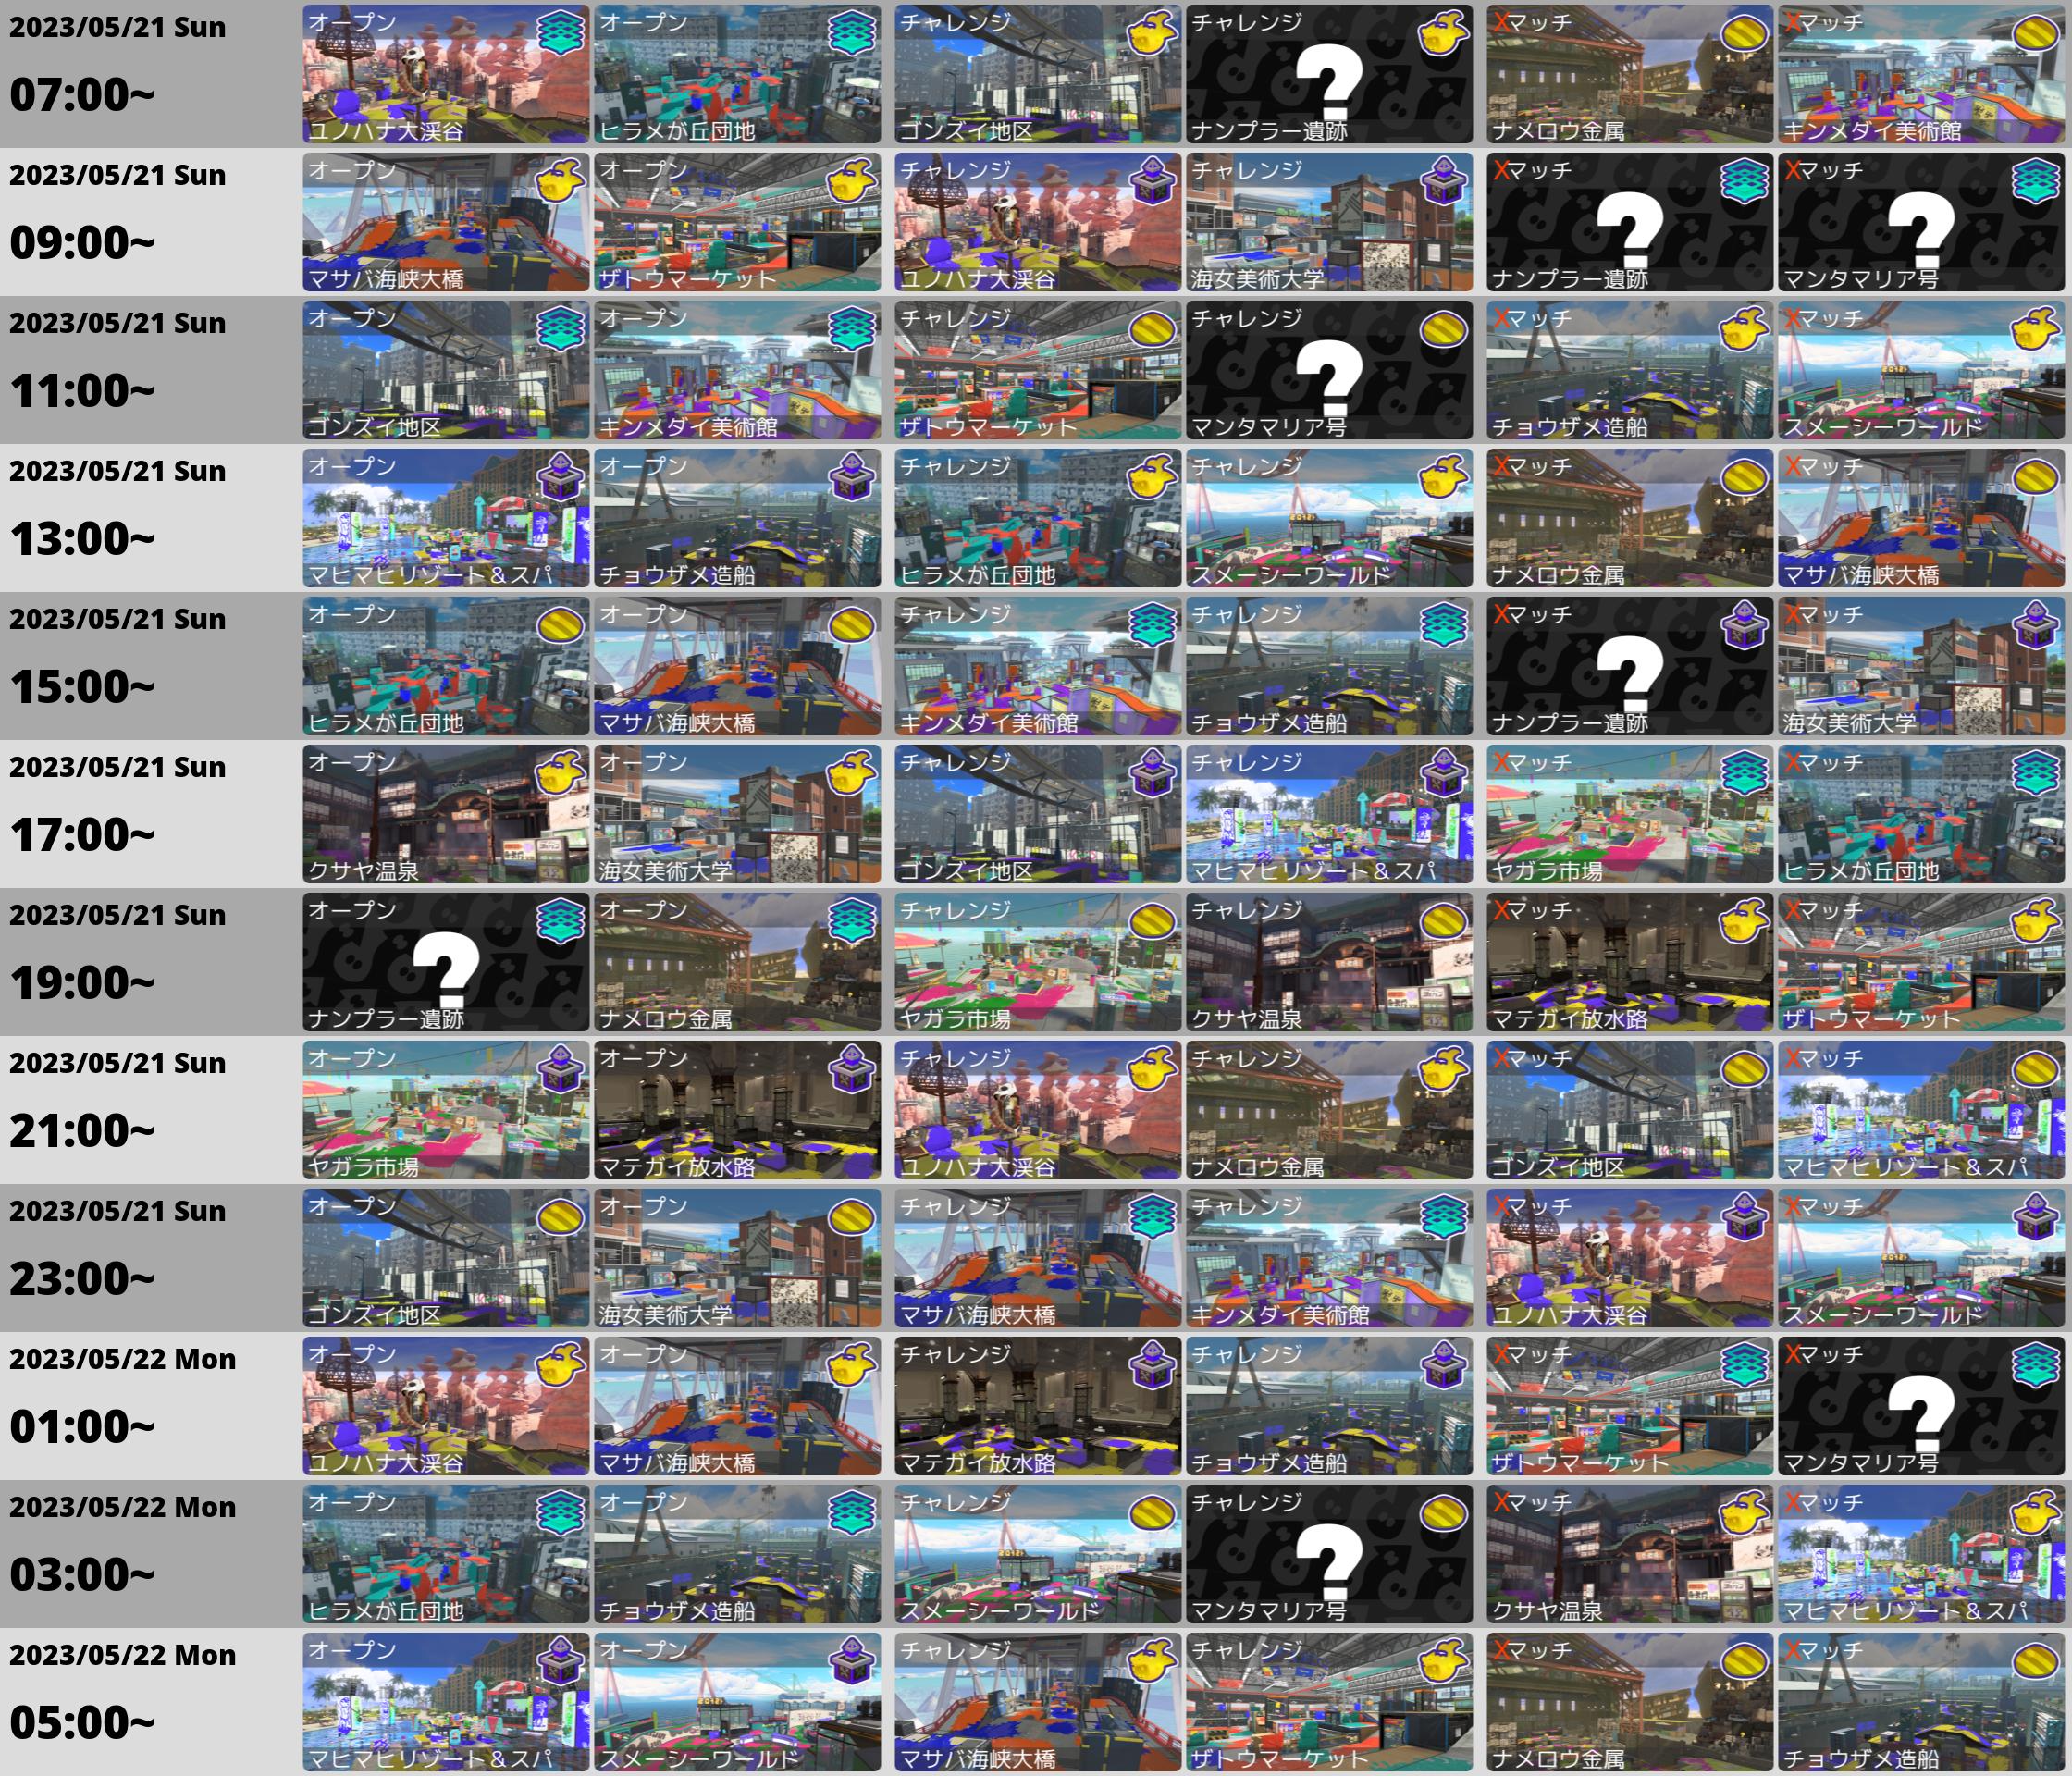 2023/05/21 Sun
07:00~
オープン オープン チャレンジ チャレンジ Xマッチ Xマッチ
ユノハナ大渓谷 ヒラメが丘団地 ゴンズイ地区 ナンプラー遺跡 ナメロウ金属 キンメダイ美術館
2023/05/21 Sun
09:00~
オープン オープン チャレンジ チャレンジ Xマッチ Xマッチ
マサバ海峡大橋 ザトウマーケット ユノハナ大渓谷 海女美術大学 ナンプラー遺跡 マンタマリア号
2023/05/21 Sun
11:00~
オープン オープン チャレンジ チャレンジ Xマッチ Xマッチ
ゴンズイ地区 キンメダイ美術館 ザトウマーケット マンタマリア号 チョウザメ造船 スメーシーワールド
2023/05/21 Sun
13:00~
オープン オープン チャレンジ チャレンジ Xマッチ Xマッチ
マヒマヒリゾート＆スパ チョウザメ造船 ヒラメが丘団地 スメーシーワールド ナメロウ金属 マサバ海峡大橋
2023/05/21 Sun
15:00~
オープン オープン チャレンジ チャレンジ Xマッチ Xマッチ
ヒラメが丘団地 マサバ海峡大橋 キンメダイ美術館 チョウザメ造船 ナンプラー遺跡 海女美術大学
2023/05/21 Sun
17:00~
オープン オープン チャレンジ チャレンジ Xマッチ Xマッチ
クサヤ温泉 海女美術大学 ゴンズイ地区 マヒマヒリゾート＆スパ ヤガラ市場 ヒラメが丘団地
2023/05/21 Sun
19:00~
オープン オープン チャレンジ チャレンジ Xマッチ Xマッチ
ナンプラー遺跡 ナメロウ金属 ヤガラ市場 クサヤ温泉 マテガイ放水路 ザトウマーケット
2023/05/21 Sun
21:00~
オープン オープン チャレンジ チャレンジ Xマッチ Xマッチ
ヤガラ市場 マテガイ放水路 ユノハナ大渓谷 ナメロウ金属 ゴンズイ地区 マヒマヒリゾート＆スパ
2023/05/21 Sun
23:00~
オープン オープン チャレンジ チャレンジ Xマッチ Xマッチ
ゴンズイ地区 海女美術大学 マサバ海峡大橋 キンメダイ美術館 ユノハナ大渓谷 スメーシーワールド
2023/05/22 Mon
01:00~
オープン オープン チャレンジ チャレンジ Xマッチ Xマッチ
ユノハナ大渓谷 マサバ海峡大橋 マテガイ放水路 チョウザメ造船 ザトウマーケット マンタマリア号
2023/05/22 Mon
03:00~
オープン オープン チャレンジ チャレンジ Xマッチ Xマッチ
ヒラメが丘団地 チョウザメ造船 スメーシーワールド マンタマリア号 クサヤ温泉 マヒマヒリゾート＆スパ
2023/05/22 Mon
05:00~
オープン オープン チャレンジ チャレンジ Xマッチ Xマッチ
マヒマヒリゾート＆スパ スメーシーワールド マサバ海峡大橋 ザトウマーケット ナメロウ金属 チョウザメ造船